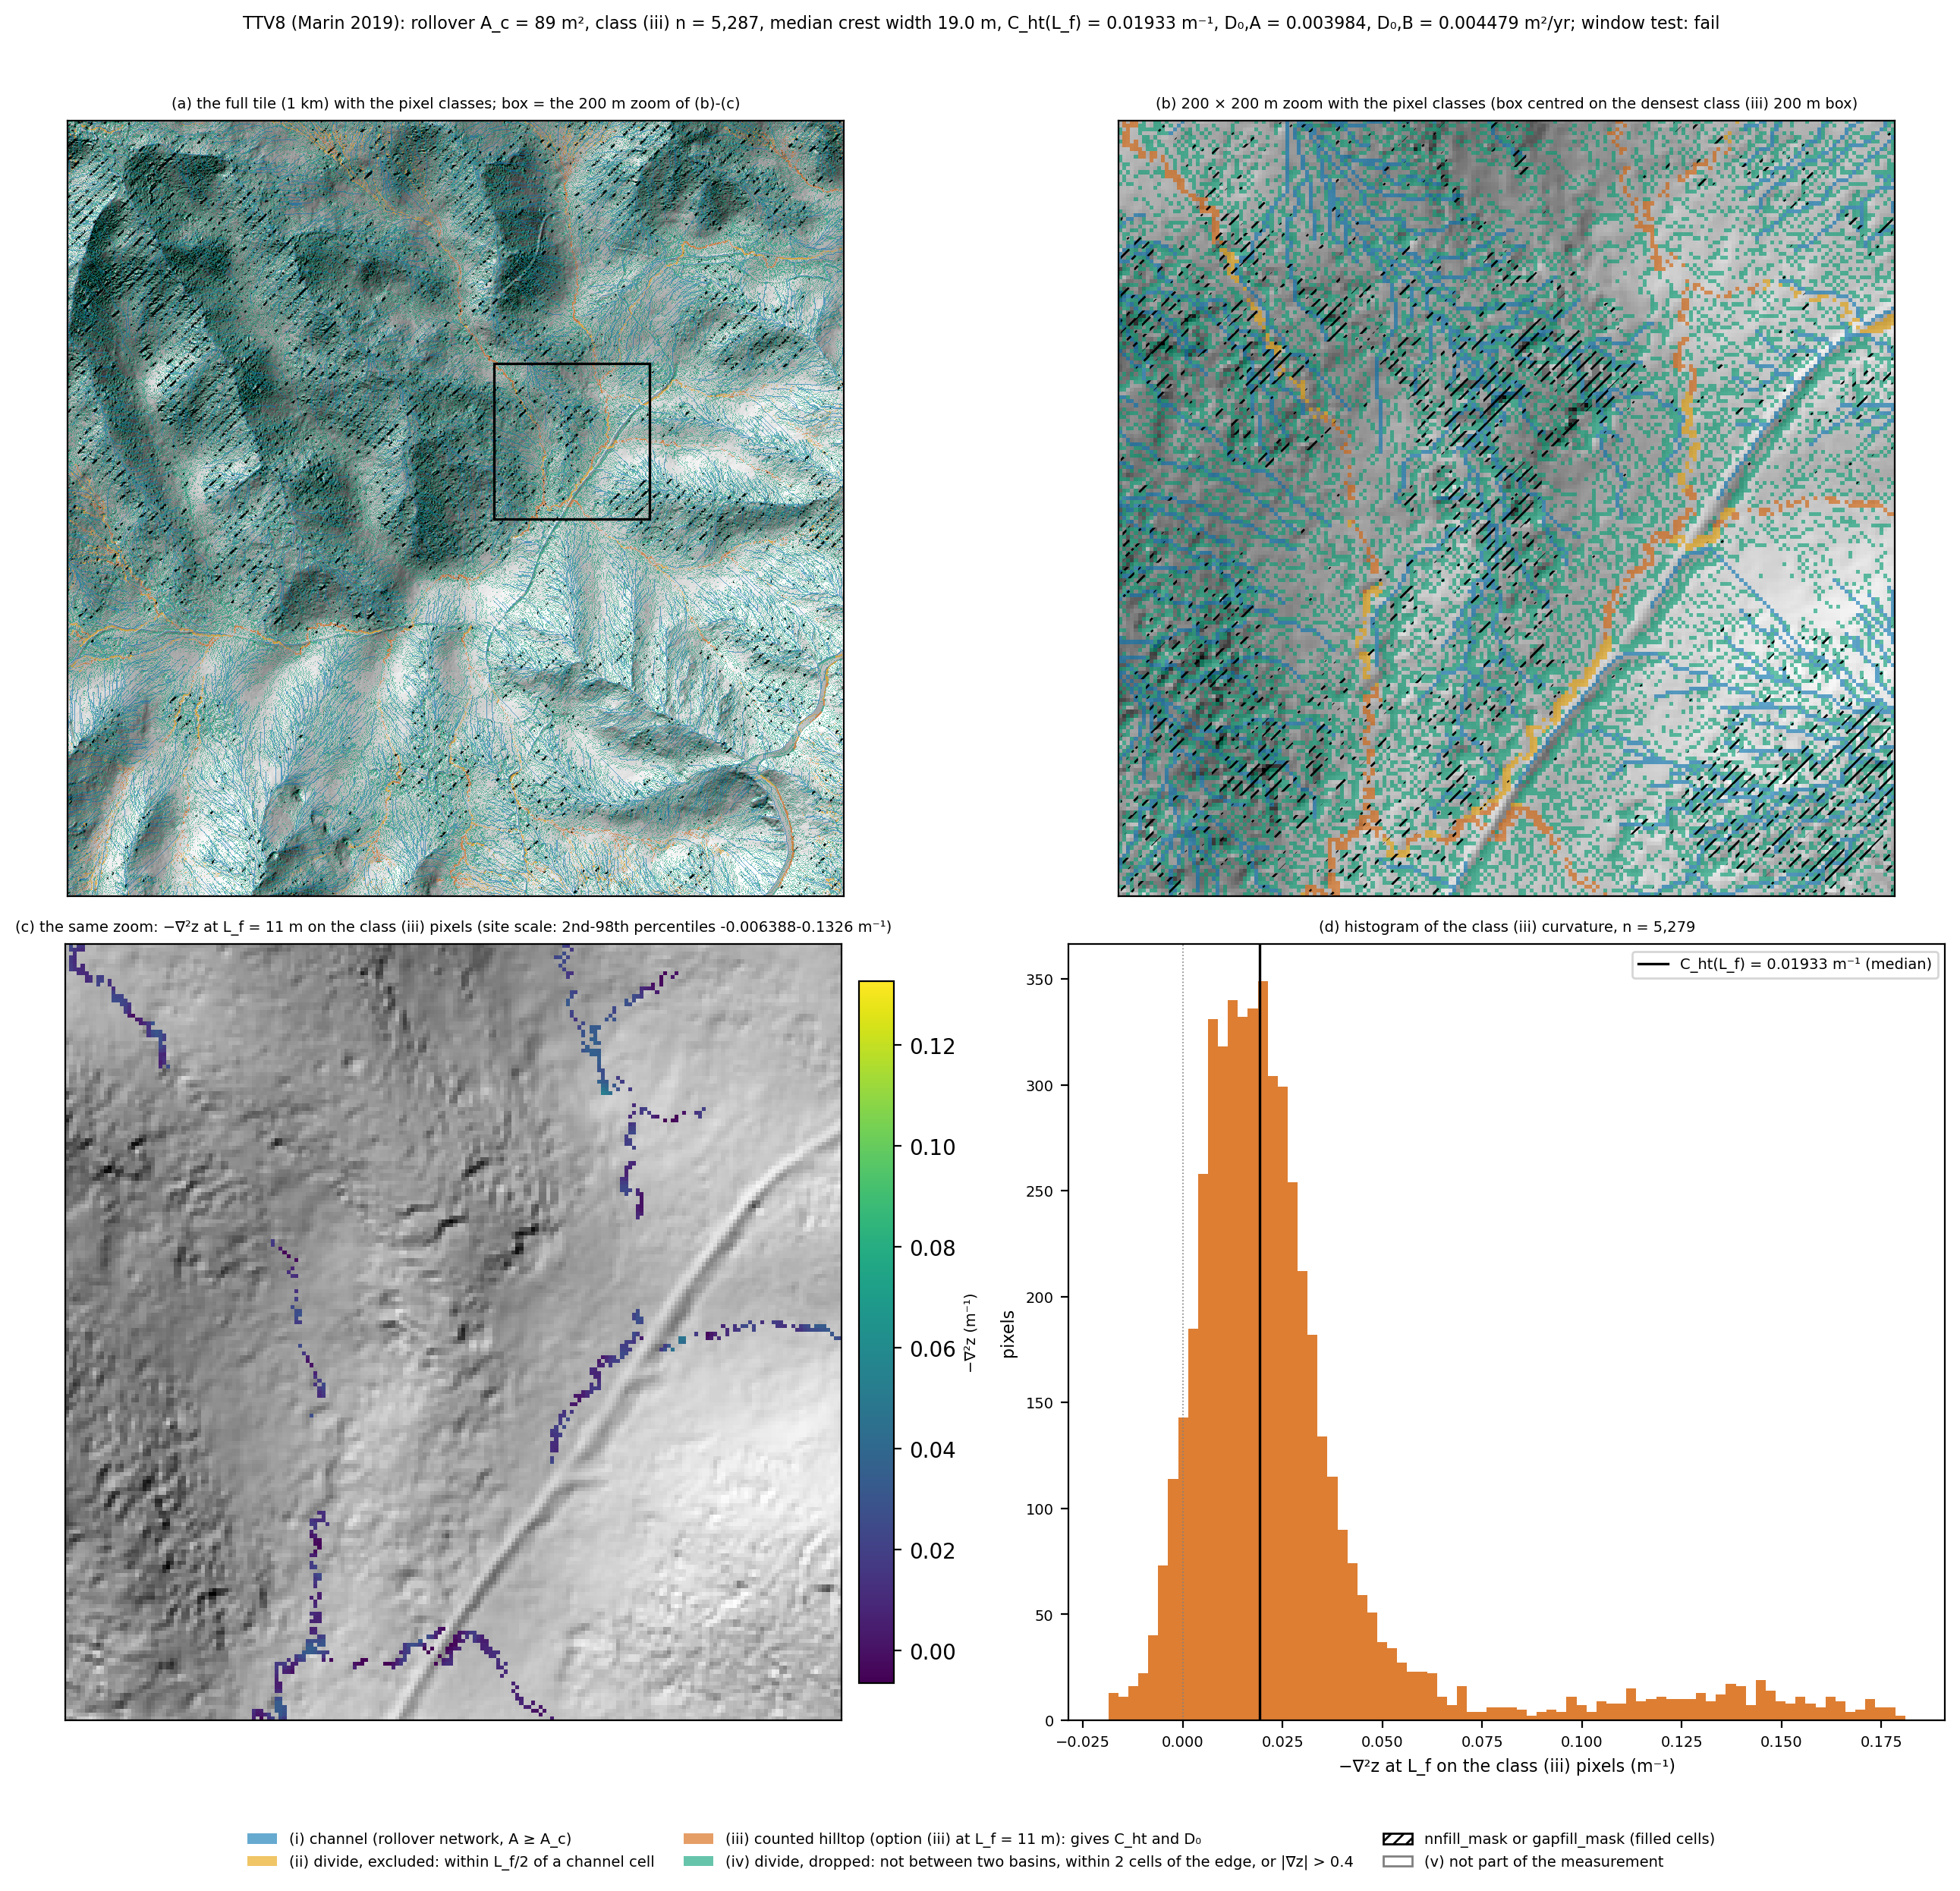 TTV8 (Marin 2019): rollover A_c = 89 m², class (iii) n = 5,287, median crest width 19.0 m, C_ht(L_f) = 0.01933 m⁻¹, D₀,A = 0.003984, D₀,B = 0.004479 m²/yr; window test: fail
(a) the full tile (1 km) with the pixel classes; box = the 200 m zoom of (b)-(c)
(b) 200 × 200 m zoom with the pixel classes (box centred on the densest class (iii) 200 m box)
(c) the same zoom: −∇²z at L_f = 11 m on the class (iii) pixels (site scale: 2nd-98th percentiles -0.006388-0.1326 m⁻¹)
0.12
0.10
0.08
0.06
0.04
0.02
0.00
−∇²z (m⁻¹)
(d) histogram of the class (iii) curvature, n = 5,279
C_ht(L_f) = 0.01933 m⁻¹ (median)
350
300
250
200
150
100
50
0
pixels
−0.025
0.000
0.025
0.050
0.075
0.100
0.125
0.150
0.175
−∇²z at L_f on the class (iii) pixels (m⁻¹)
(i) channel (rollover network, A ≥ A_c)
(ii) divide, excluded: within L_f/2 of a channel cell
(iii) counted hilltop (option (iii) at L_f = 11 m): gives C_ht and D₀
(iv) divide, dropped: not between two basins, within 2 cells of the edge, or |∇z| > 0.4
nnfill_mask or gapfill_mask (filled cells)
(v) not part of the measurement